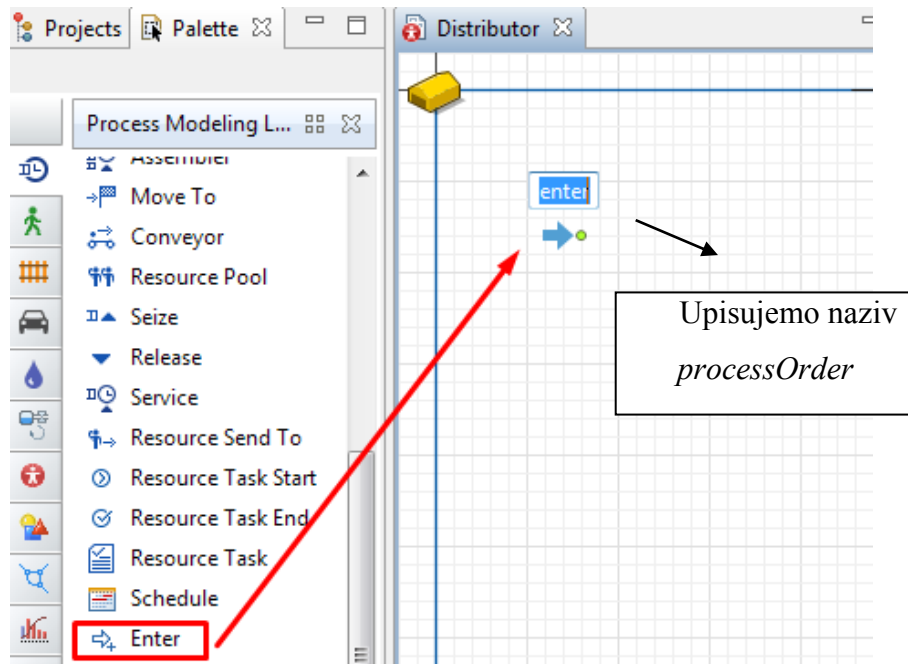 Projects Palette Distributor
Process Modeling L...
Assembler
Move To
Conveyor
Resource Pool
Seize
Release
Service
Resource Send To
Resource Task Start
Resource Task End
Resource Task
Schedule
Enter
enter
Upisujemo naziv
processOrder